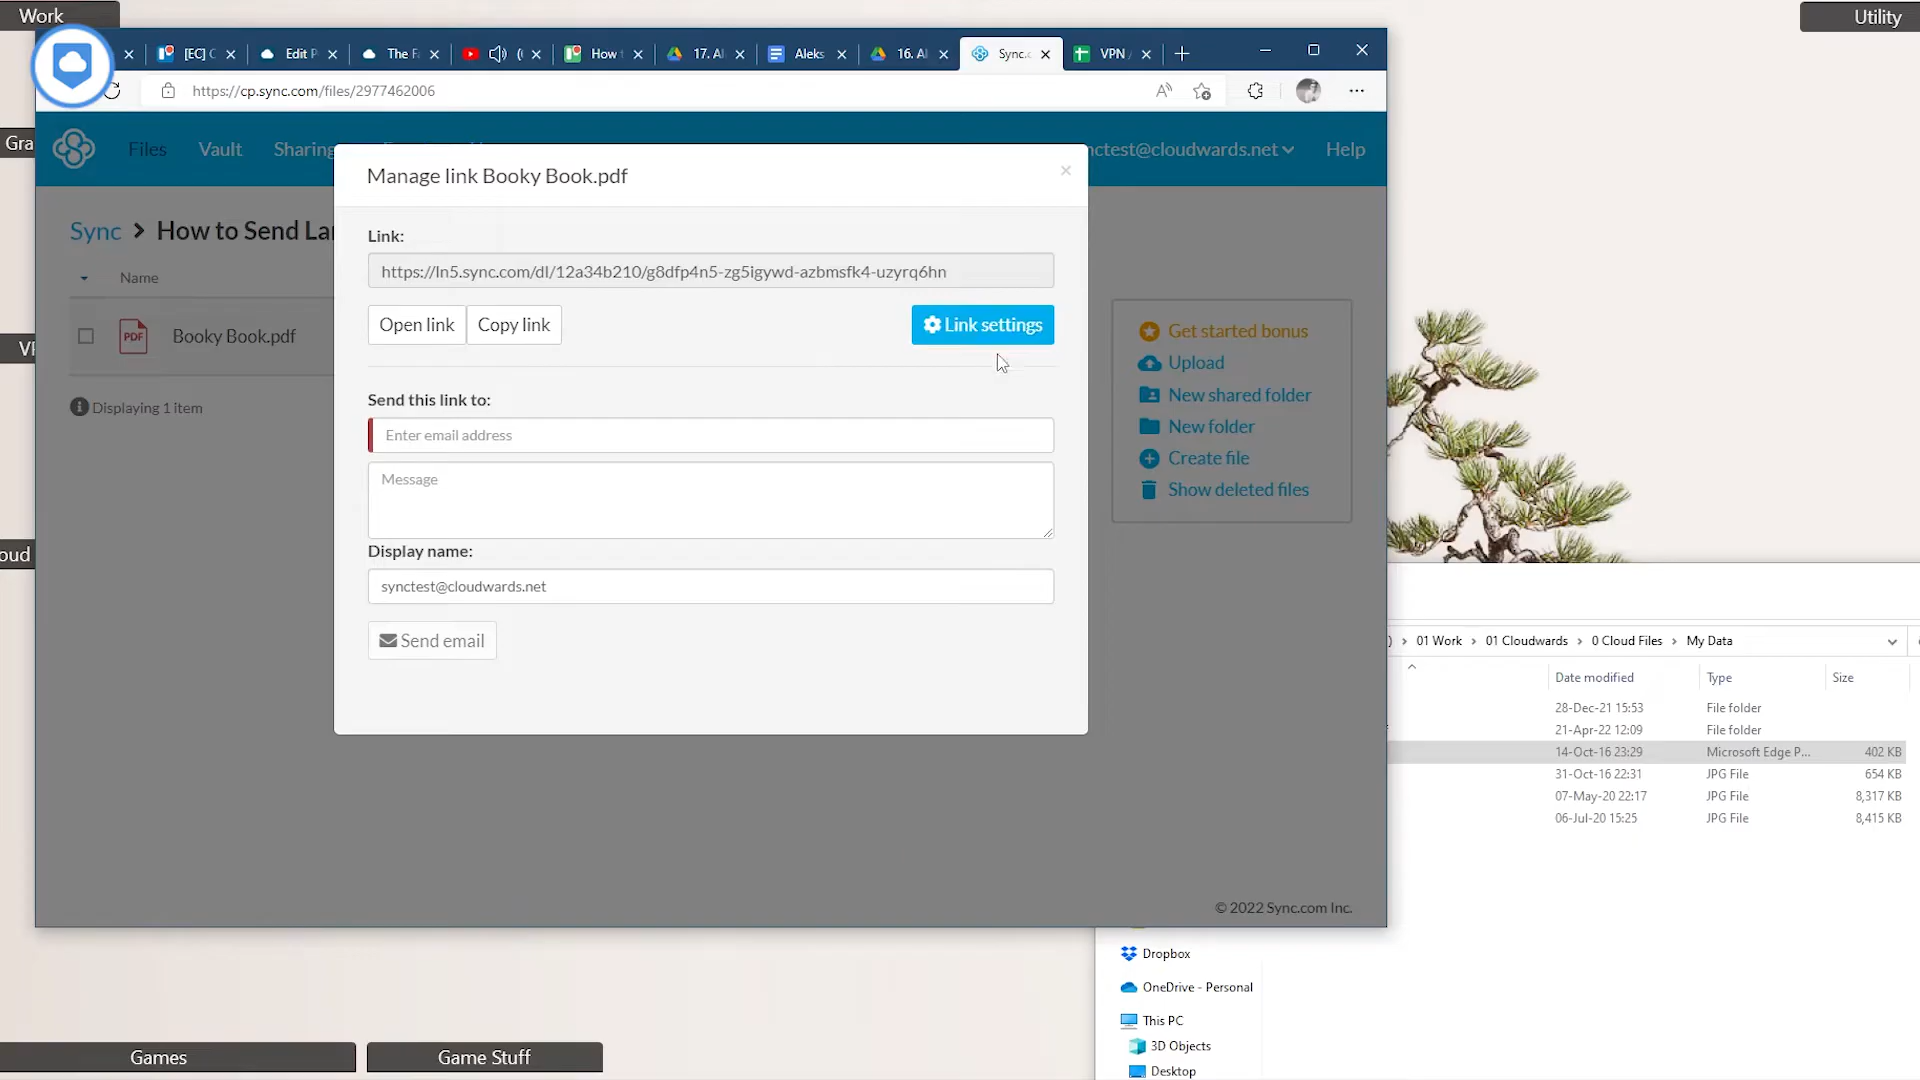 Work
Utility
[EC] C
Edit P
The Fa
How t
17. Al
Aleks
16. Al
Sync.c
VPN /
https://cp.sync.com/files/2977462006
Gra
Files
Vault
Sharing
nctest@cloudwards.net
Help
Manage link Booky Book.pdf
×
Sync > How to Send Lar
Link:
https://ln5.sync.com/dl/12a34b210/g8dfp4n5-zg5igywd-azbmsfk4-uzyrq6hn
Name
Open link
Copy link
Link settings
PDF
Booky Book.pdf
Get started bonus
Upload
New shared folder
New folder
Create file
Show deleted files
Displaying 1 item
Send this link to:
Enter email address
Message
Display name:
synctest@cloudwards.net
Send email
oud
01 Work > 01 Cloudwards > 0 Cloud Files > My Data
Date modified
Type
Size
28-Dec-21 15:53
File folder
21-Apr-22 12:09
File folder
14-Oct-16 23:29
Microsoft Edge P...
402 KB
31-Oct-16 22:31
JPG File
654 KB
07-May-20 22:17
JPG File
8,317 KB
06-Jul-20 15:25
JPG File
8,415 KB
© 2022 Sync.com Inc.
Dropbox
OneDrive - Personal
This PC
3D Objects
Desktop
Games
Game Stuff